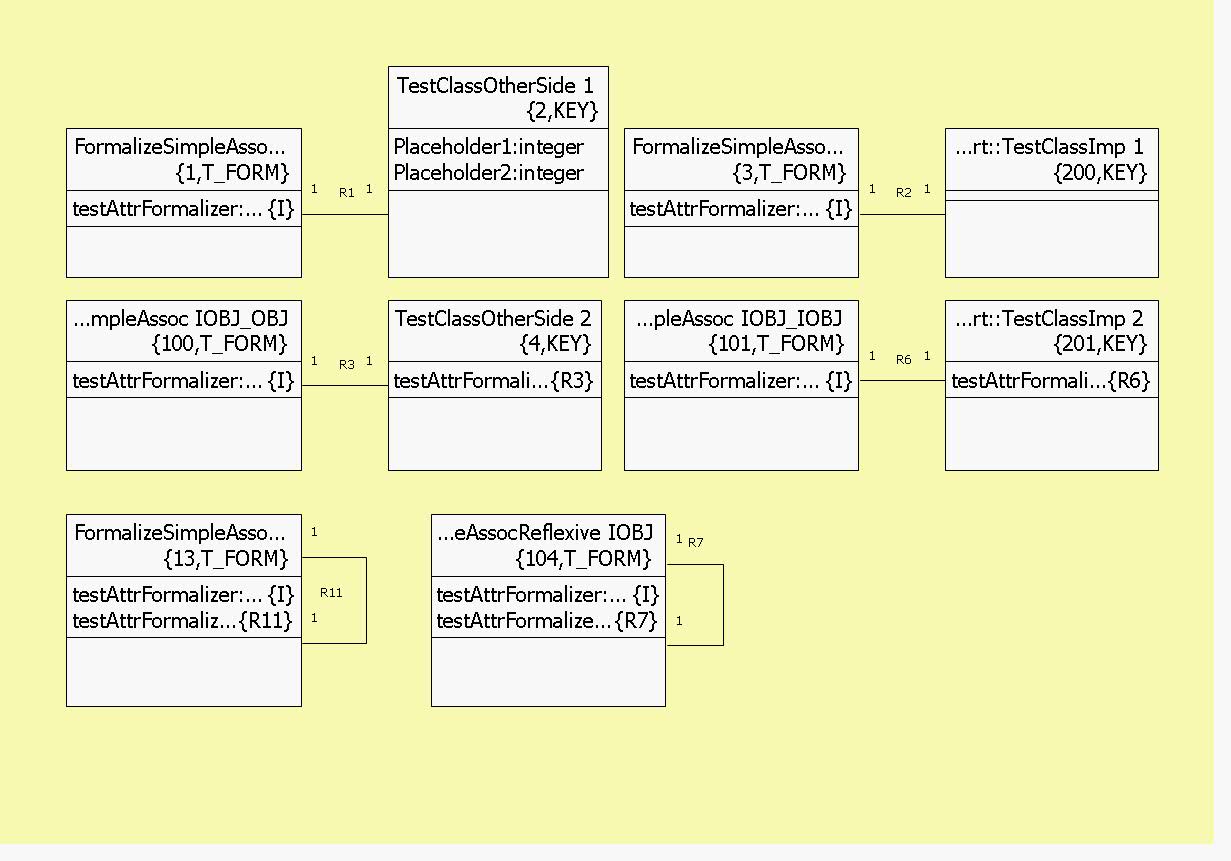 TestClassOtherSide 1
{2,KEY}
Placeholder1:integer
Placeholder2:integer
FormalizeSimpleAsso...
{1,T_FORM}
testAttrFormalizer:... {I}
1 R1 1
FormalizeSimpleAsso...
{3,T_FORM}
testAttrFormalizer:... {I}
1 R2 1
...rt::TestClassImp 1
{200,KEY}
...mpleAssoc IOBJ_OBJ
{100,T_FORM}
testAttrFormalizer:... {I}
1 R3 1
TestClassOtherSide 2
{4,KEY}
testAttrFormali...{R3}
...pleAssoc IOBJ_IOBJ
{101,T_FORM}
testAttrFormalizer:... {I}
1 R6 1
...rt::TestClassImp 2
{201,KEY}
testAttrFormali...{R6}
FormalizeSimpleAsso...
{13,T_FORM}
testAttrFormalizer:... {I}
testAttrFormaliz...{R11}
1
R11
1
...eAssocReflexive IOBJ
{104,T_FORM}
testAttrFormalizer:... {I}
testAttrFormalize...{R7}
1 R7
1